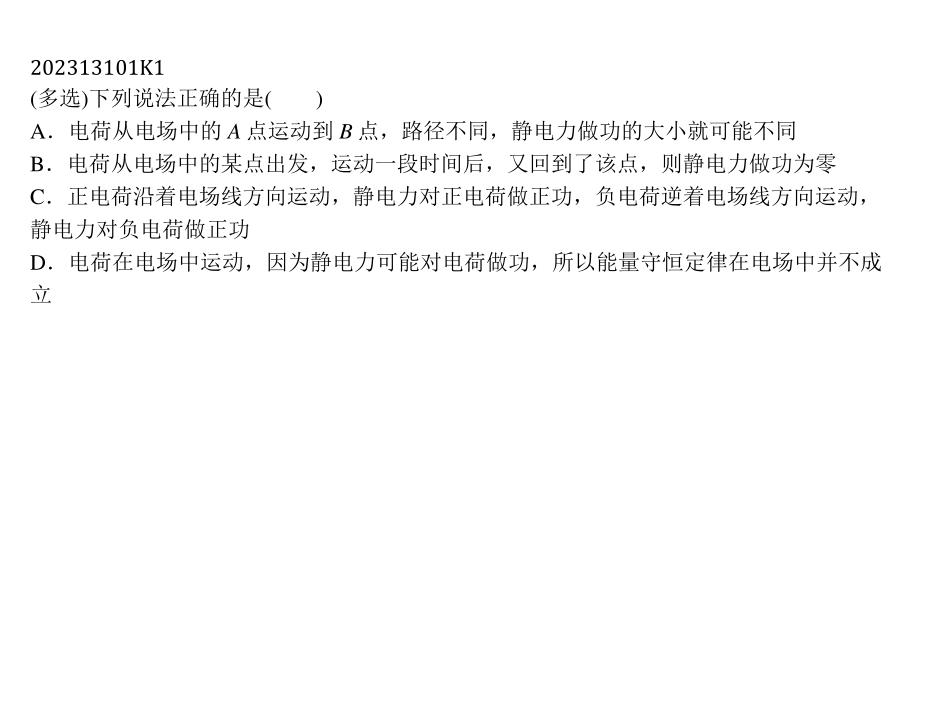 202313101K1
(多选)下列说法正确的是(　　)
A．电荷从电场中的 A 点运动到 B 点，路径不同，静电力做功的大小就可能不同
B．电荷从电场中的某点出发，运动一段时间后，又回到了该点，则静电力做功为零
C．正电荷沿着电场线方向运动，静电力对正电荷做正功，负电荷逆着电场线方向运动，
静电力对负电荷做正功
D．电荷在电场中运动，因为静电力可能对电荷做功，所以能量守恒定律在电场中并不成
立